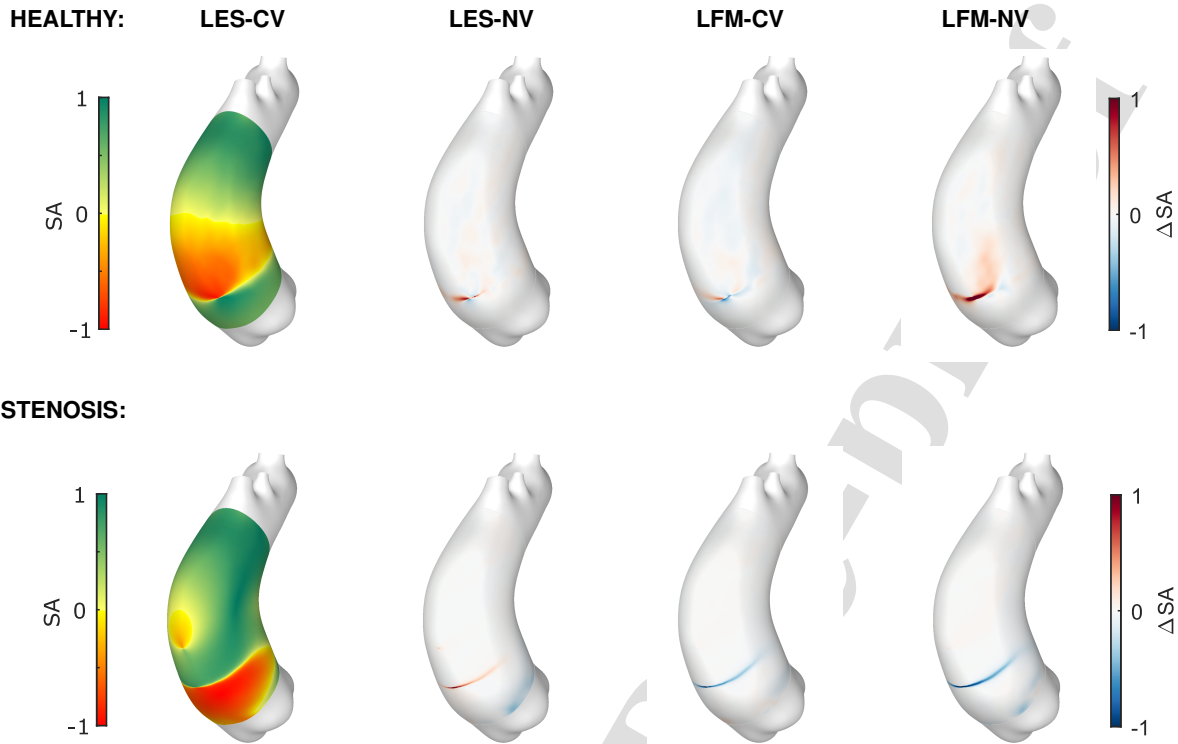 HEALTHY: LES-CV LES-NV LFM-CV LFM-NV
1 1
SA 0 0 ΔSA
-1 -1
STENOSIS:
1 1
SA 0 0 ΔSA
-1 -1